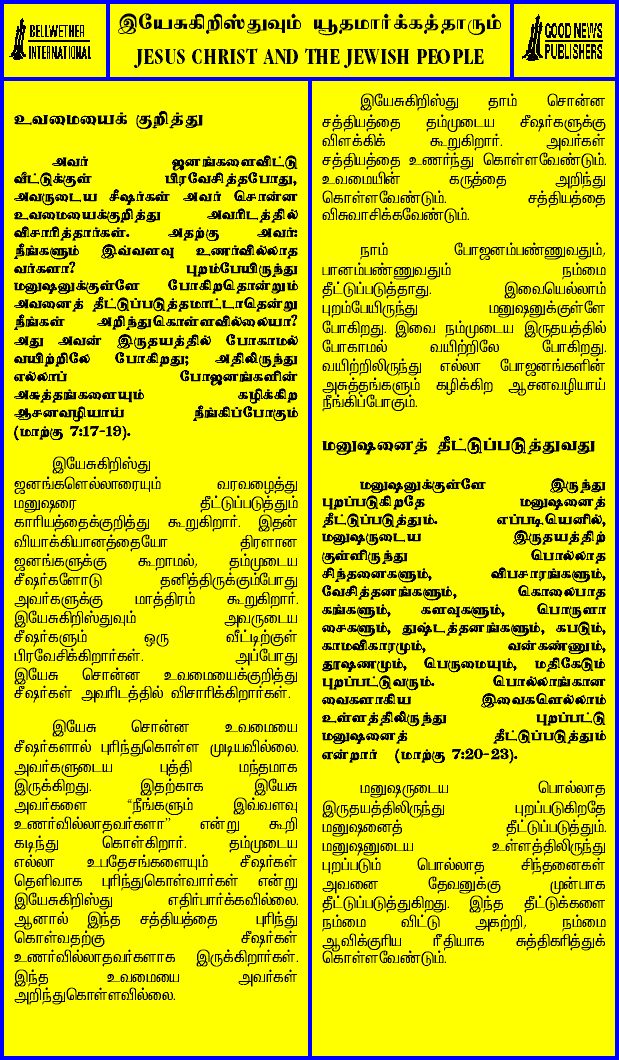 BELLWETHER
INTERNATIONAL
இயேசுகிறிஸ்துவும் யூதமார்க்கத்தாரும்
JESUS CHRIST AND THE JEWISH PEOPLE
GOOD NEWS
PUBLISHERS
உவமையைக் குறித்து
அவர் ஜனங்களைவிட்டு
வீட்டுக்குள் பிரவேசித்தபோது,
அவருடைய சீஷர்கள் அவர் சொன்ன
உவமையைக்குறித்து அவரிடத்தில்
விசாரித்தார்கள். அதற்கு அவர்:
நீங்களும் இவ்வளவு உணர்வில்லாத
வர்களா? புறம்பேயிருந்து
மனுஷனுக்குள்ளே போகிறதொன்றும்
அவனைத் தீட்டுப்படுத்தமாட்டாதென்று
நீங்கள் அறிந்துகொள்ளவில்லையா?
அது அவன் இருதயத்தில் போகாமல்
வயிற்றிலே போகிறது; அதிலிருந்து
எல்லாப் போஜனங்களின்
அசுத்தங்களையும் கழிக்கிற
ஆசனவழியாய் நீங்கிப்போகும்
(மாற்கு 7:17-19).
இயேசுகிறிஸ்து
ஜனங்களெல்லாரையும் வரவழைத்து
மனுஷரை தீட்டுப்படுத்தும்
காரியத்தைக்குறித்து கூறுகிறார். இதன்
வியாக்கியானத்தையோ திரளான
ஜனங்களுக்கு கூறாமல், தம்முடைய
சீஷர்களோடு தனித்திருக்கும்போது
அவர்களுக்கு மாத்திரம் கூறுகிறார்.
இயேசுகிறிஸ்துவும் அவருடைய
சீஷர்களும் ஒரு வீட்டிற்குள்
பிரவேசிக்கிறார்கள். அப்போது
இயேசு சொன்ன உவமையைக்குறித்து
சீஷர்கள் அவரிடத்தில் விசாரிக்கிறார்கள்.
இயேசு சொன்ன உவமையை
சீஷர்களால் புரிந்துகொள்ள முடியவில்லை.
அவர்களுடைய புத்தி மந்தமாக
இருக்கிறது. இதற்காக இயேசு
அவர்களை “நீங்களும் இவ்வளவு
உணர்வில்லாதவர்களா” என்று கூறி
கடிந்து கொள்கிறார். தம்முடைய
எல்லா உபதேசங்களையும் சீஷர்கள்
தெளிவாக புரிந்துகொள்வார்கள் என்று
இயேசுகிறிஸ்து எதிர்பார்க்கவில்லை.
ஆனால் இந்த சத்தியத்தை புரிந்து
கொள்வதற்கு சீஷர்கள்
உணர்வில்லாதவர்களாக இருக்கிறார்கள்.
இந்த உவமையை அவர்கள்
அறிந்துகொள்ளவில்லை.
இயேசுகிறிஸ்து தாம் சொன்ன
சத்தியத்தை தம்முடைய சீஷர்களுக்கு
விளக்கிக் கூறுகிறார். அவர்கள்
சத்தியத்தை உணர்ந்து கொள்ளவேண்டும்.
உவமையின் கருத்தை அறிந்து
கொள்ளவேண்டும். சத்தியத்தை
விசுவாசிக்கவேண்டும்.
நாம் போஜனம்பண்ணுவதும்,
பானம்பண்ணுவதும் நம்மை
தீட்டுப்படுத்தாது. இவையெல்லாம்
புறம்பேயிருந்து மனுஷனுக்குள்ளே
போகிறது. இவை நம்முடைய இருதயத்தில்
போகாமல் வயிற்றிலே போகிறது.
வயிற்றிலிருந்து எல்லா போஜனங்களின்
அசுத்தங்களும் கழிக்கிற ஆசனவழியாய்
நீங்கிப்போகும்.
மனுஷனைத் தீட்டுப்படுத்துவது
மனுஷனுக்குள்ளே இருந்து
புறப்படுகிறதே மனுஷனைத்
தீட்டுப்படுத்தும். எப்படியெனில்,
மனுஷருடைய இருதயத்திற்
குள்ளிருந்து பொல்லாத
சிந்தனைகளும், விபசாரங்களும்,
வேசித்தனங்களும், கொலைபாத
கங்களும், களவுகளும், பொருளா
சைகளும், துஷ்டத்தனங்களும், கபடும்,
காமவிகாரமும், வன்கண்ணும்,
தூஷணமும், பெருமையும், மதிகேடும்
புறப்பட்டுவரும். பொல்லாங்கான
வைகளாகிய இவைகளெல்லாம்
உள்ளத்திலிருந்து புறப்பட்டு
மனுஷனைத் தீட்டுப்படுத்தும்
என்றார் (மாற்கு 7:20-23).
மனுஷருடைய பொல்லாத
இருதயத்திலிருந்து புறப்படுகிறதே
மனுஷனைத் தீட்டுப்படுத்தும்.
மனுஷனுடைய உள்ளத்திலிருந்து
புறப்படும் பொல்லாத சிந்தனைகள்
அவனை தேவனுக்கு முன்பாக
தீட்டுப்படுத்துகிறது. இந்த தீட்டுக்களை
நம்மை விட்டு அகற்றி, நம்மை
ஆவிக்குரிய ரீதியாக சுத்திகரித்துக்
கொள்ளவேண்டும்.